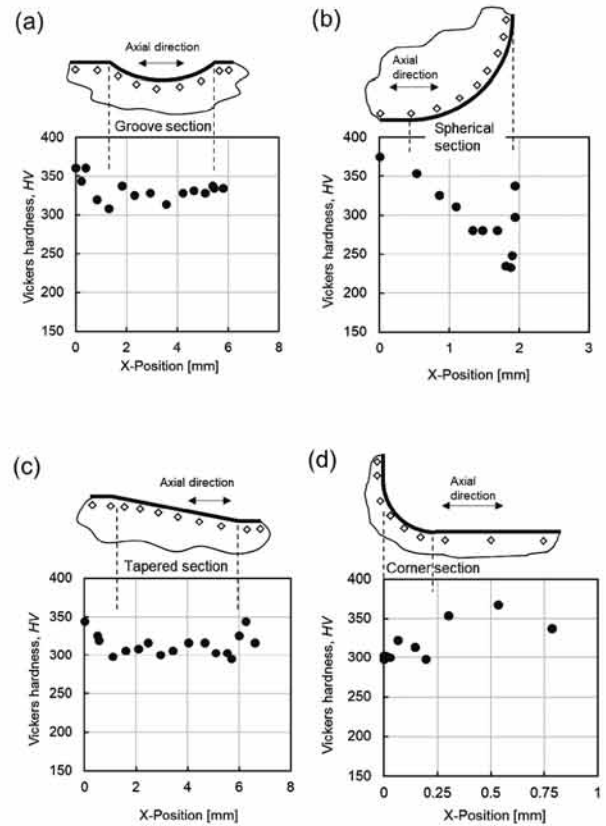 (a)
Axial direction
Groove section
400
350
300
250
200
150
Vickers hardness, HV
0 2 4 6 8
X-Position [mm]
(b)
Axial
direction
Spherical
section
400
350
300
250
200
150
Vickers hardness, HV
0 1 2 3
X-Position [mm]
(c)
Axial direction
Tapered section
400
350
300
250
200
150
Vickers hardness, HV
0 2 4 6 8
X-Position [mm]
(d)
Axial
direction
Corner section
400
350
300
250
200
150
Vickers hardness, HV
0 0.25 0.5 0.75 1
X-Position [mm]